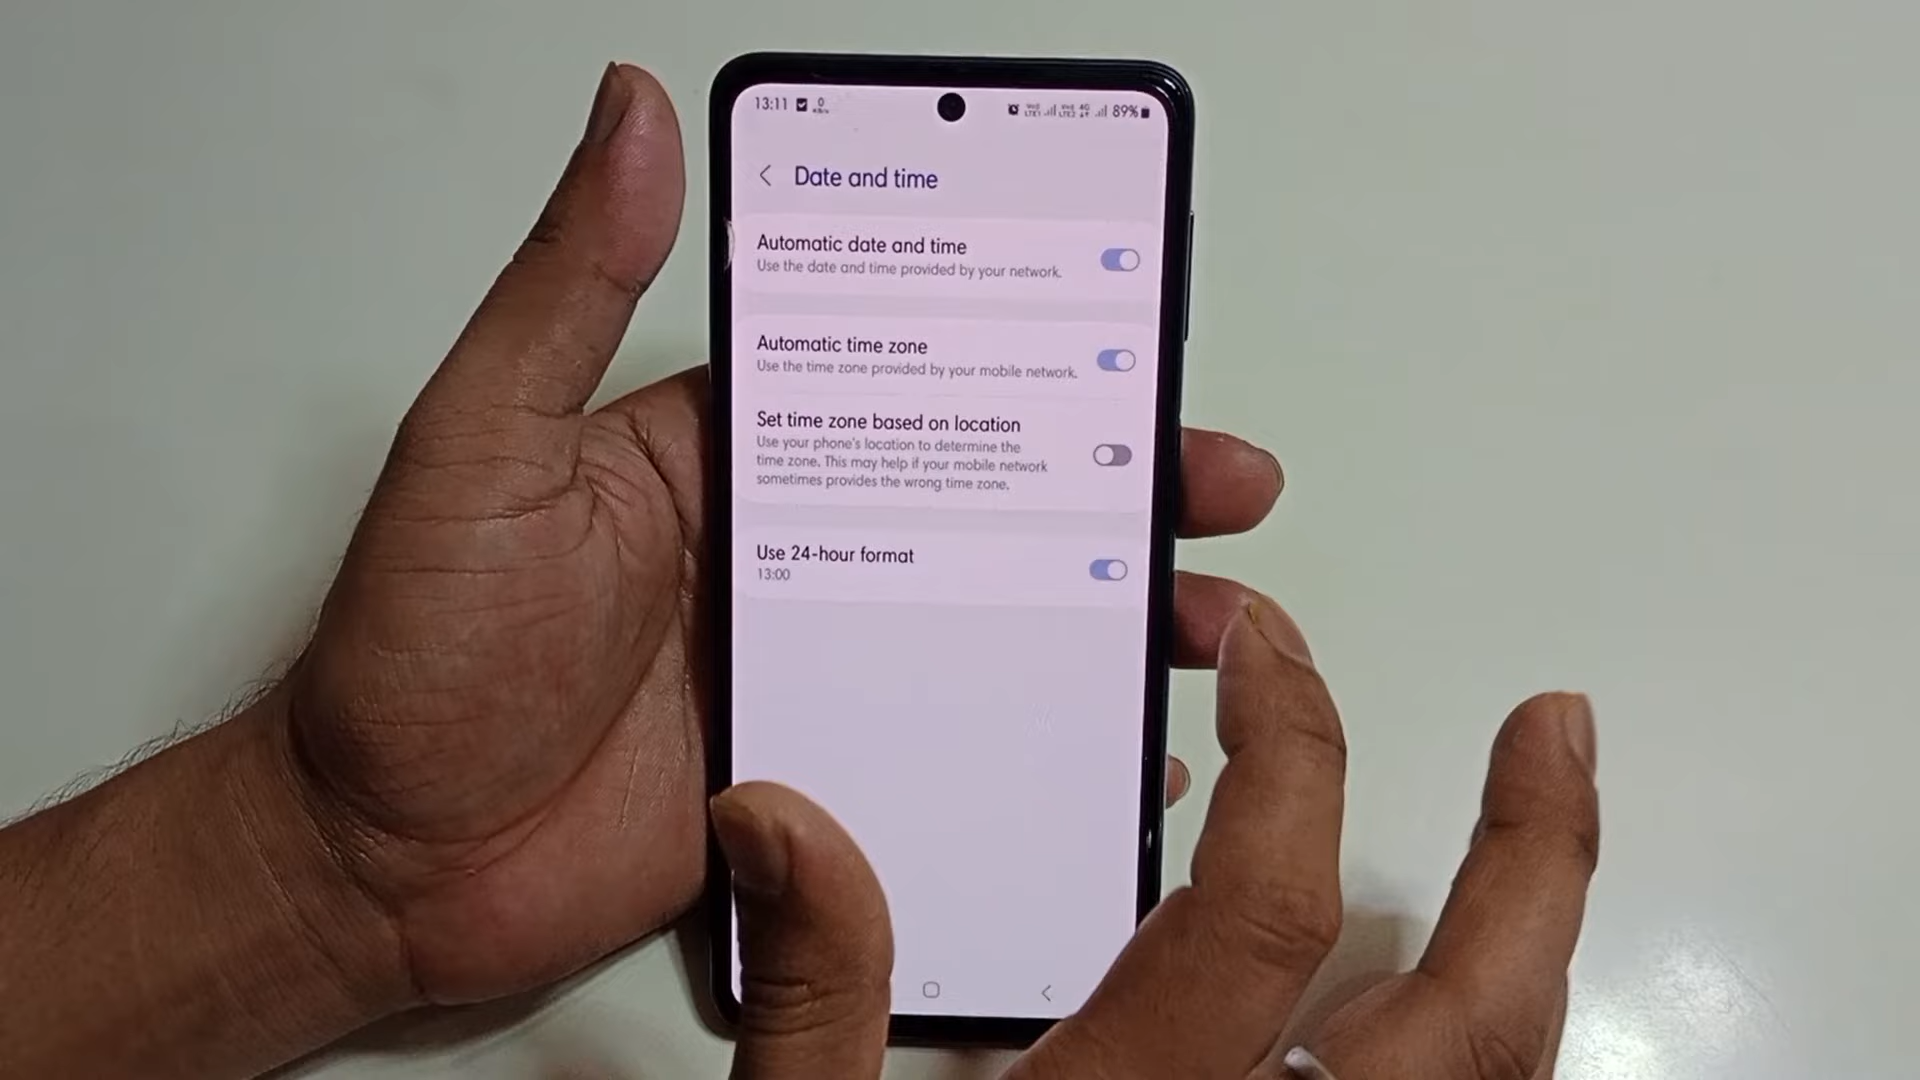 13:11 0 89%
Date and time
Automatic date and time
Use the date and time provided by your network.
Automatic time zone
Use the time zone provided by your mobile network.
Set time zone based on location
Use your phone's location to determine the
time zone. This may help if your mobile network
sometimes provides the wrong time zone.
Use 24-hour format
13:00